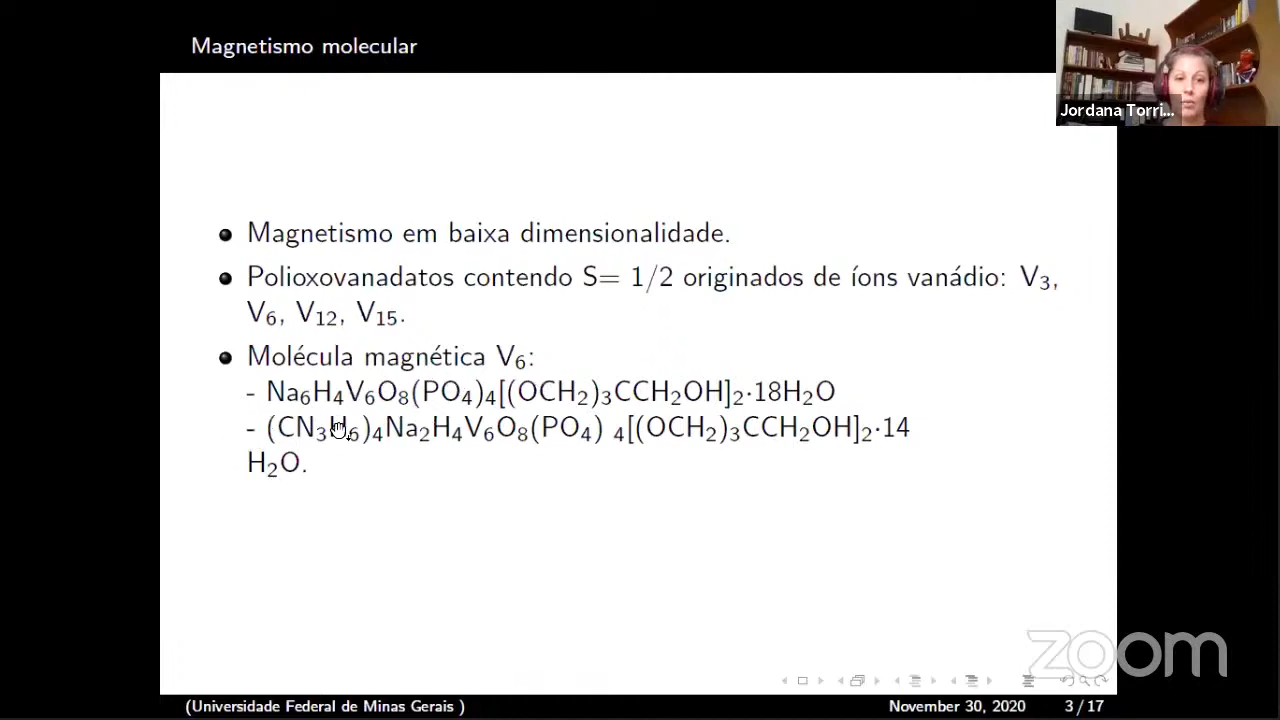 Magnetismo molecular
Jordana Torri...
Magnetismo em baixa dimensionalidade.
Polioxovanadatos contendo S= 1/2 originados de íons vanádio: V₃,
V₆, V₁₂, V₁₅.
Molécula magnética V₆:
- Na₆H₄V₆O₈(PO₄)₄[(OCH₂)₃CCH₂OH]₂·18H₂O
- (CN₃H₆)₄Na₂H₄V₆O₈(PO₄) ₄[(OCH₂)₃CCH₂OH]₂·14
H₂O.
zoom
(Universidade Federal de Minas Gerais ) November 30, 2020 3 / 17